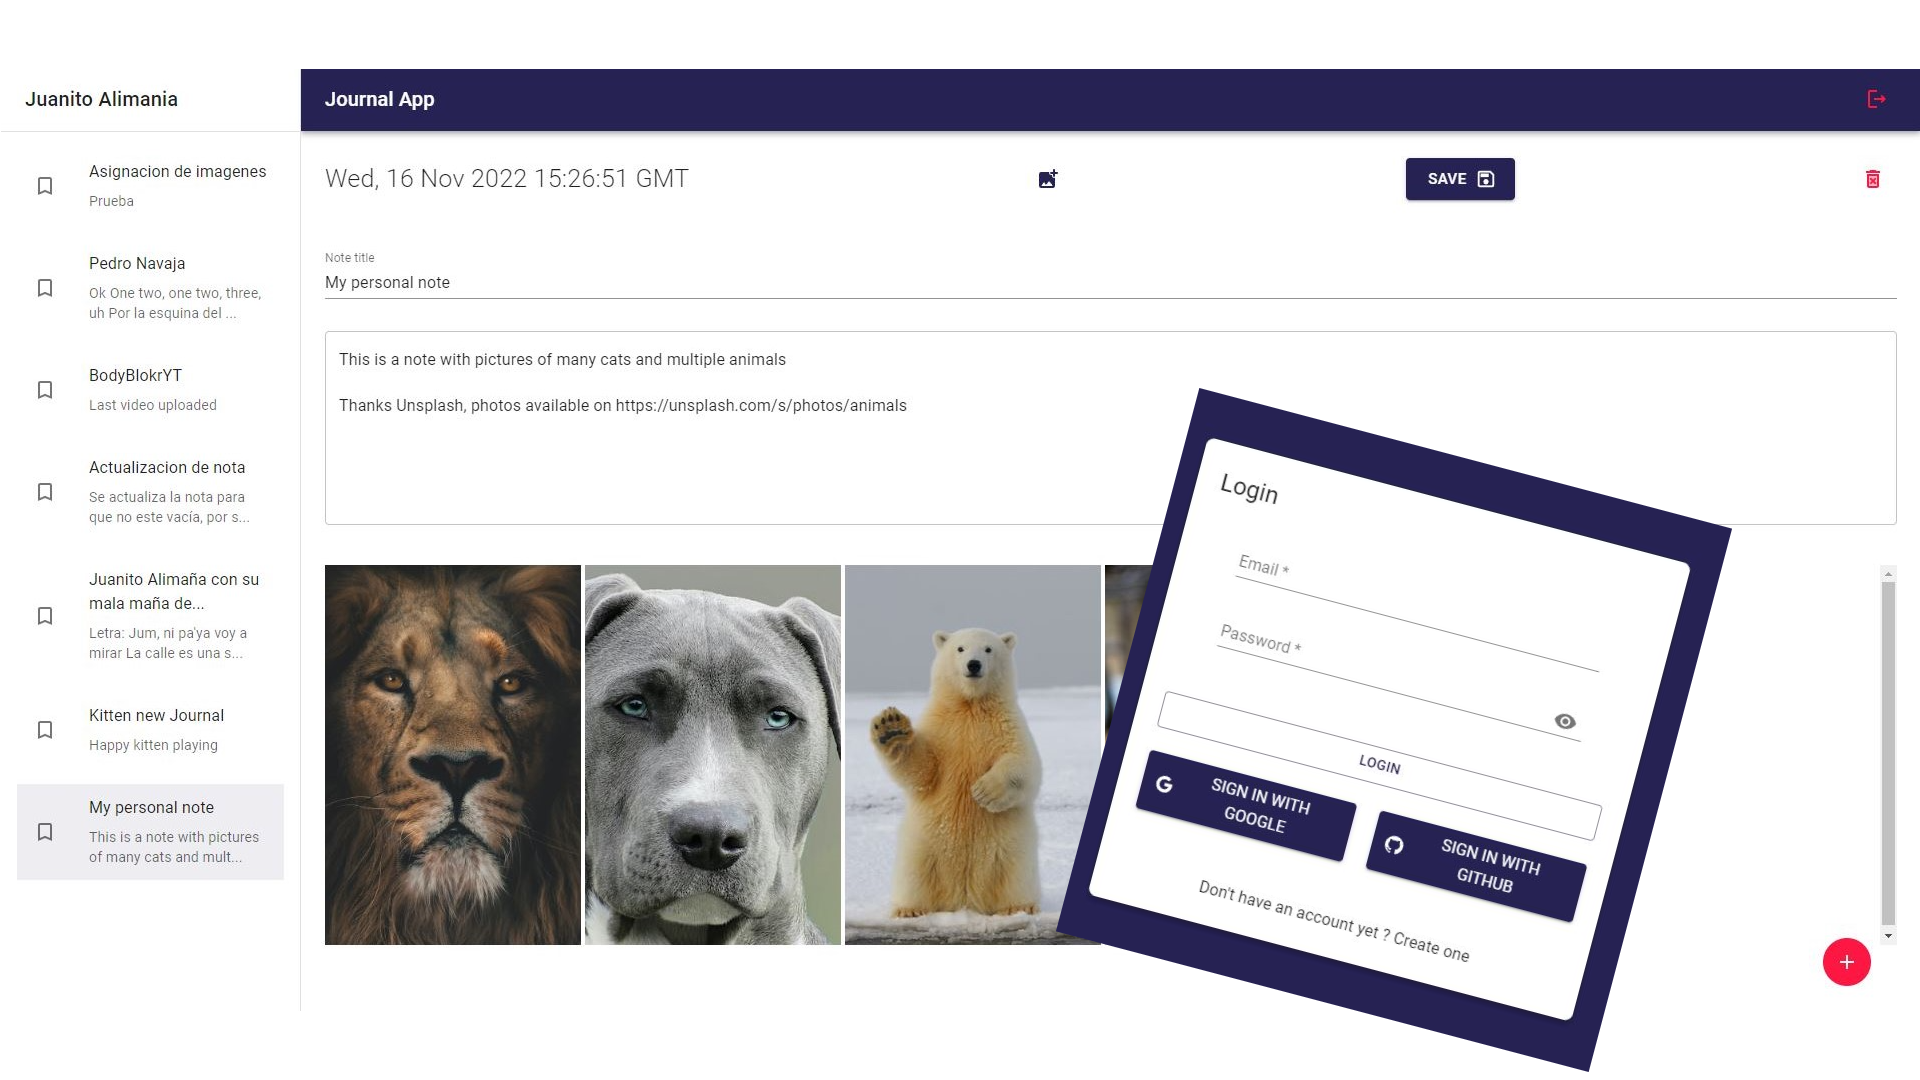 Juanito Alimania
Journal App
Asignacion de imagenes
Prueba
Pedro Navaja
Ok One two, one two, three,
uh Por la esquina del ...
BodyBlokrYT
Last video uploaded
Actualizacion de nota
Se actualiza la nota para
que no este vacía, por s...
Juanito Alimaña con su
mala maña de...
Letra: Jum, ni pa'ya voy a
mirar La calle es una s...
Kitten new Journal
Happy kitten playing
My personal note
This is a note with pictures
of many cats and mult...
Wed, 16 Nov 2022 15:26:51 GMT
SAVE
Note title
My personal note
This is a note with pictures of many cats and multiple animals
Thanks Unsplash, photos available on https://unsplash.com/s/photos/animals
Login
Email *
Password *
LOGIN
SIGN IN WITH
GOOGLE
SIGN IN WITH
GITHUB
Don't have an account yet ? Create one